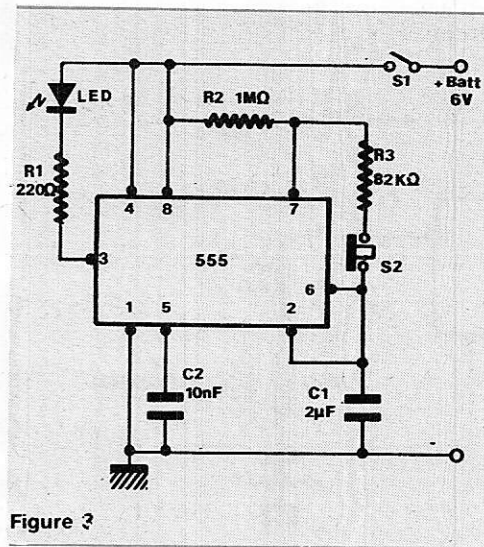 LED
S1
+Batt
6V
R2 1MΩ
R1
220Ω
R3
82KΩ
4
8
7
3
555
S2
6
1
5
2
C2
10nF
C1
2µF
Figure 3